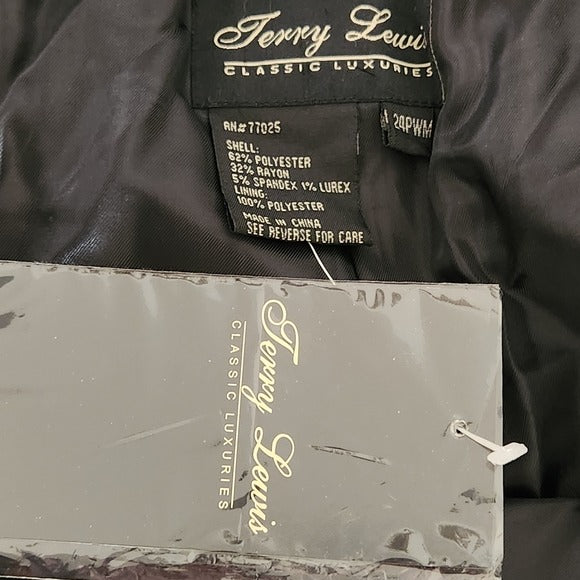 Terry Lewis
CLASSIC LUXURIES
24PWM
RN# 77025
SHELL:
62% POLYESTER
32% RAYON
5% SPANDEX 1% LUREX
LINING:
100% POLYESTER
MADE IN CHINA
SEE REVERSE FOR CARE
Terry Lewis
CLASSIC LUXURIES